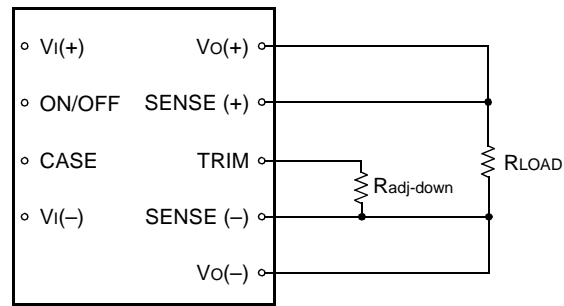 VI(+)
VO(+)
ON/OFF
SENSE (+)
CASE
TRIM
Radj-down
RLOAD
VI(–)
SENSE (–)
VO(–)